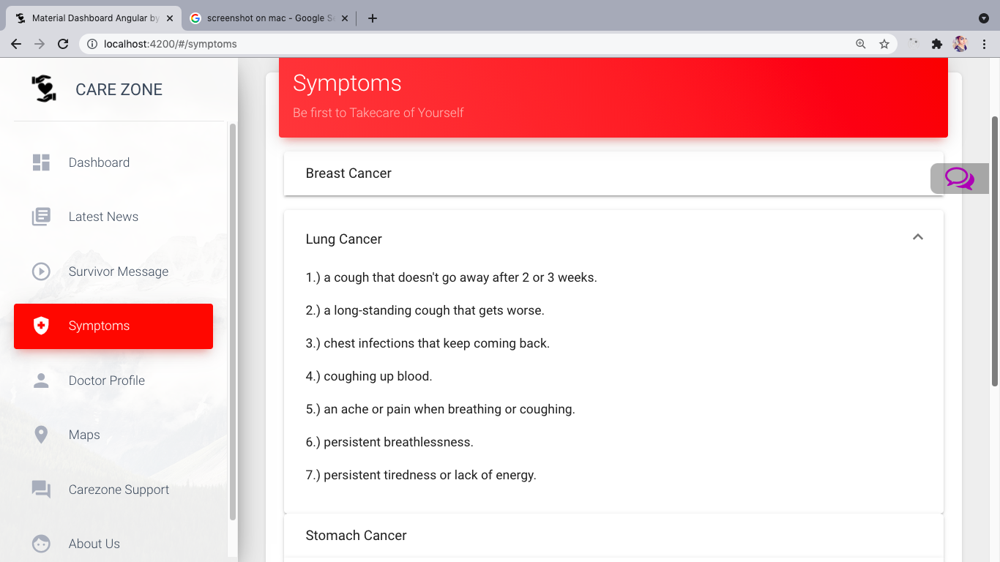 Material Dashboard Angular by
screenshot on mac - Google S
localhost:4200/#/symptoms
CARE ZONE
Dashboard
Latest News
Survivor Message
Symptoms
Doctor Profile
Maps
Carezone Support
About Us
Symptoms
Be first to Takecare of Yourself
Breast Cancer
Lung Cancer
1.) a cough that doesn't go away after 2 or 3 weeks.
2.) a long-standing cough that gets worse.
3.) chest infections that keep coming back.
4.) coughing up blood.
5.) an ache or pain when breathing or coughing.
6.) persistent breathlessness.
7.) persistent tiredness or lack of energy.
Stomach Cancer